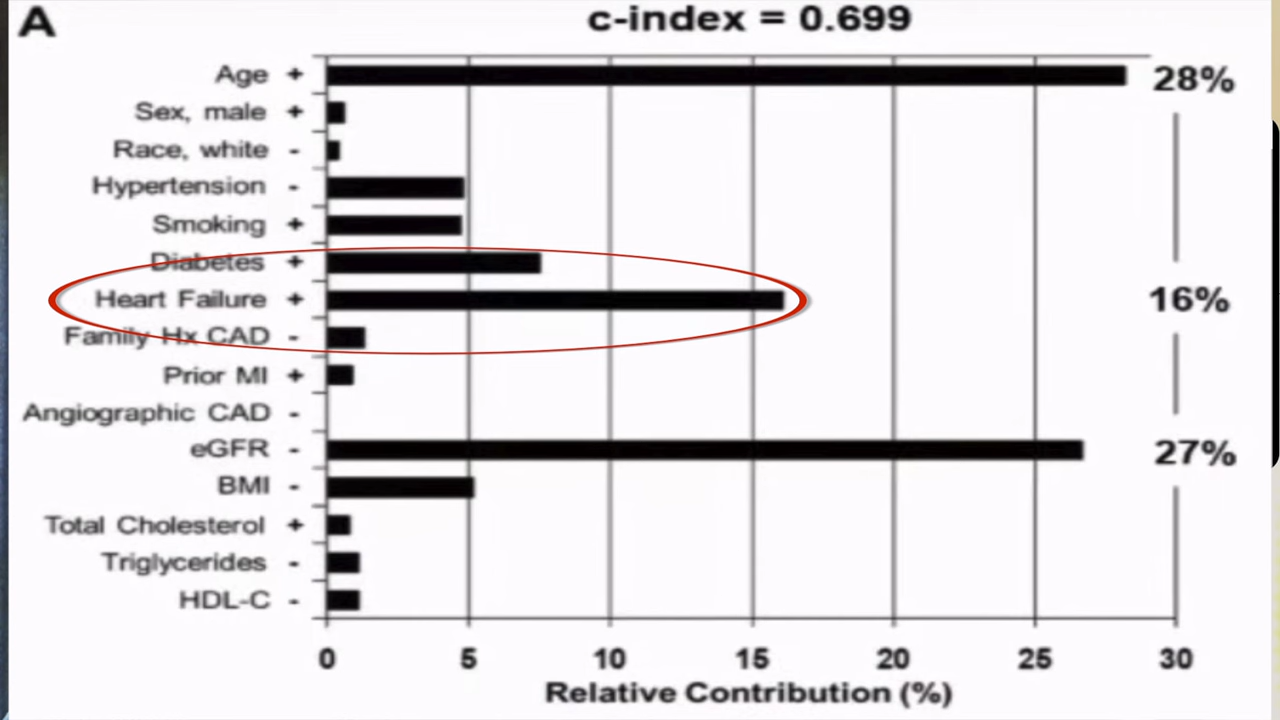 A
c-index = 0.699
Age + 28%
Sex, male +
Race, white -
Hypertension -
Smoking +
Diabetes +
Heart Failure + 16%
Family Hx CAD -
Prior MI +
Angiographic CAD -
eGFR - 27%
BMI -
Total Cholesterol +
Triglycerides -
HDL-C -
0 5 10 15 20 25 30
Relative Contribution (%)